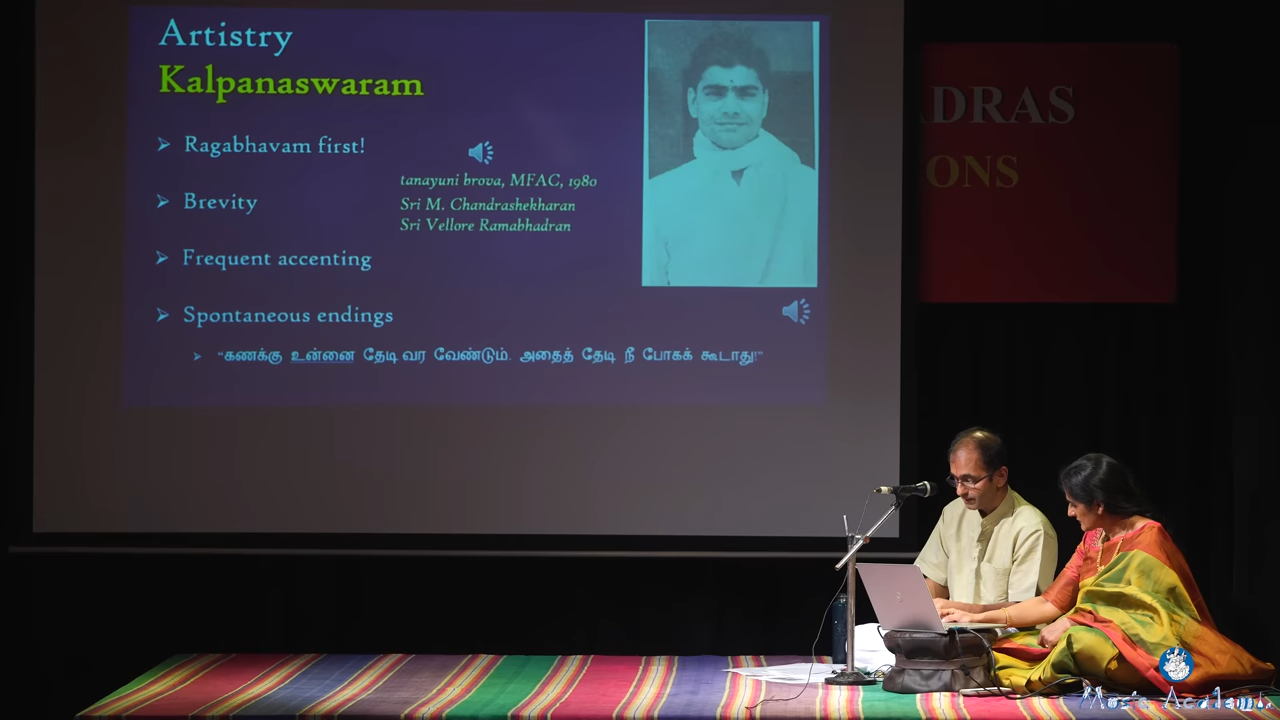 Artistry
Kalpanaswaram
Ragabhavam first!
tanayuni brova, MFAC, 1980
Brevity
Sri M. Chandrashekharan
Sri Vellore Ramabhadran
Frequent accenting
Spontaneous endings
"கணக்கு உன்னை தேடி வர வேண்டும். அதைத் தேடி நீ போகக் கூடாது!"
DRAS
ONS
Music Academy